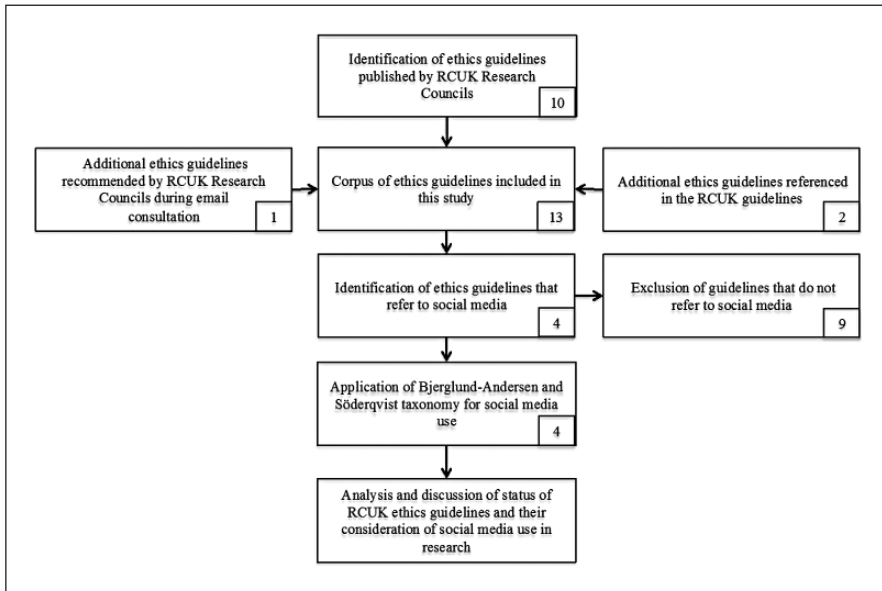 Identification of ethics guidelines
published by RCUK Research
Councils
10
Additional ethics guidelines
recommended by RCUK Research
Councils during email
consultation
1
Corpus of ethics guidelines included in
this study
13
Additional ethics guidelines referenced
in the RCUK guidelines
2
Identification of ethics guidelines that
refer to social media
4
Exclusion of guidelines that do not
refer to social media
9
Application of Bjerglund-Andersen and
Söderqvist taxonomy for social media
use
4
Analysis and discussion of status of
RCUK ethics guidelines and their
consideration of social media use in
research